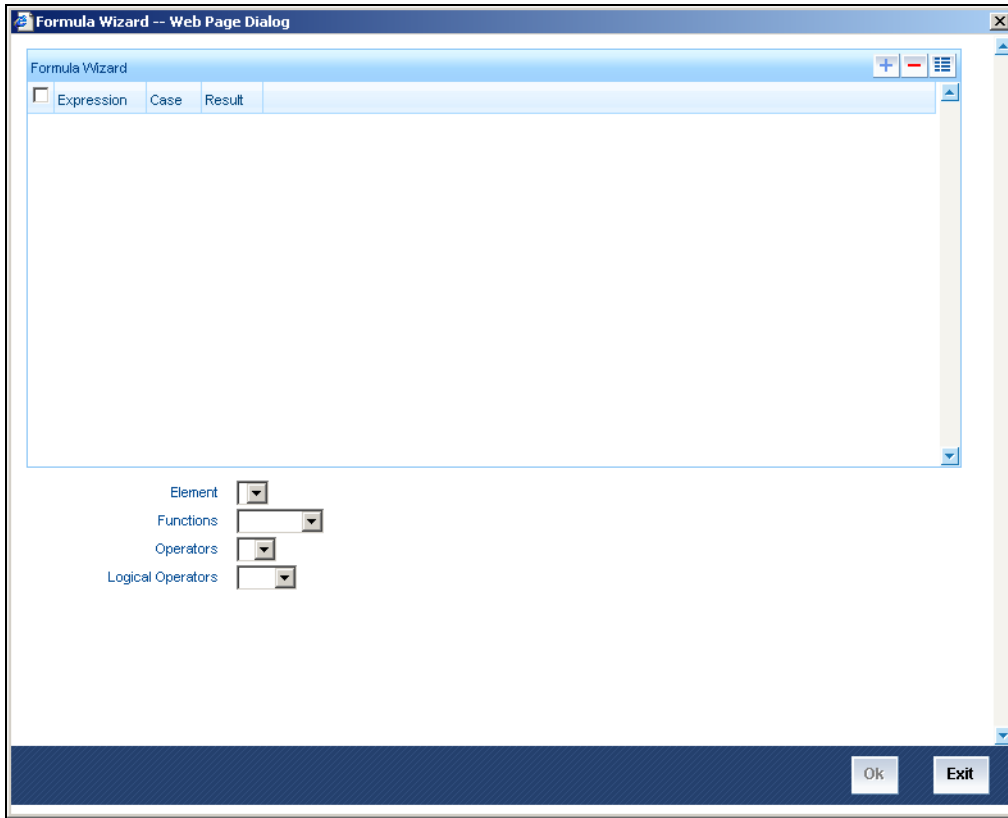 Formula Wizard -- Web Page Dialog
Formula Wizard
Expression Case Result
Element
Functions
Operators
Logical Operators
Ok Exit